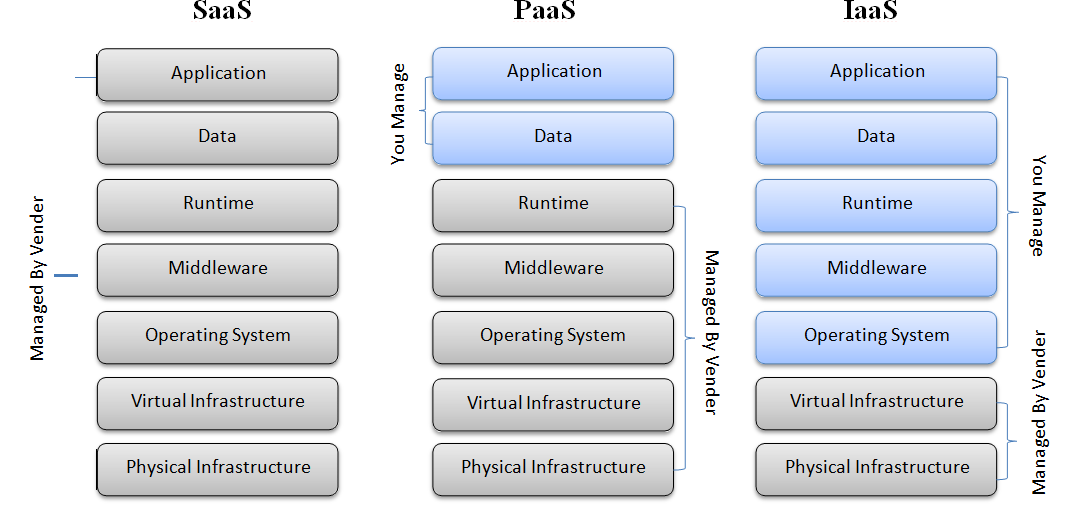 SaaS
PaaS
IaaS
Managed By Vender
Application
Data
Runtime
Middleware
Operating System
Virtual Infrastructure
Physical Infrastructure
You Manage
Application
Data
Runtime
Middleware
Operating System
Virtual Infrastructure
Physical Infrastructure
Managed By Vender
Application
Data
Runtime
Middleware
Operating System
Virtual Infrastructure
Physical Infrastructure
You Manage
Managed By Vender